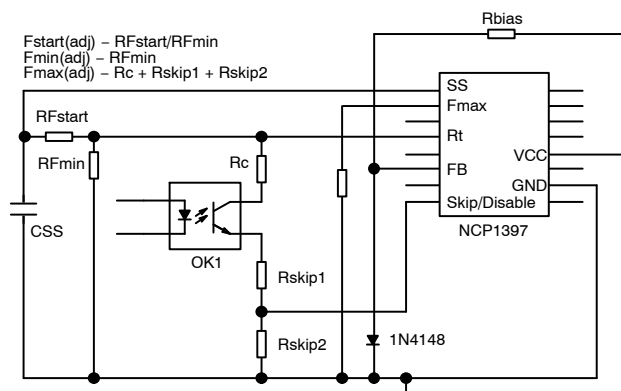 Rbias
Fstart(adj) – RFstart/RFmin
Fmin(adj) – RFmin
Fmax(adj) – Rc + Rskip1 + Rskip2
SS
Fmax
RFstart
Rt
RFmin
Rc
VCC
FB
GND
Skip/Disable
CSS
NCP1397
OK1
Rskip1
Rskip2
1N4148